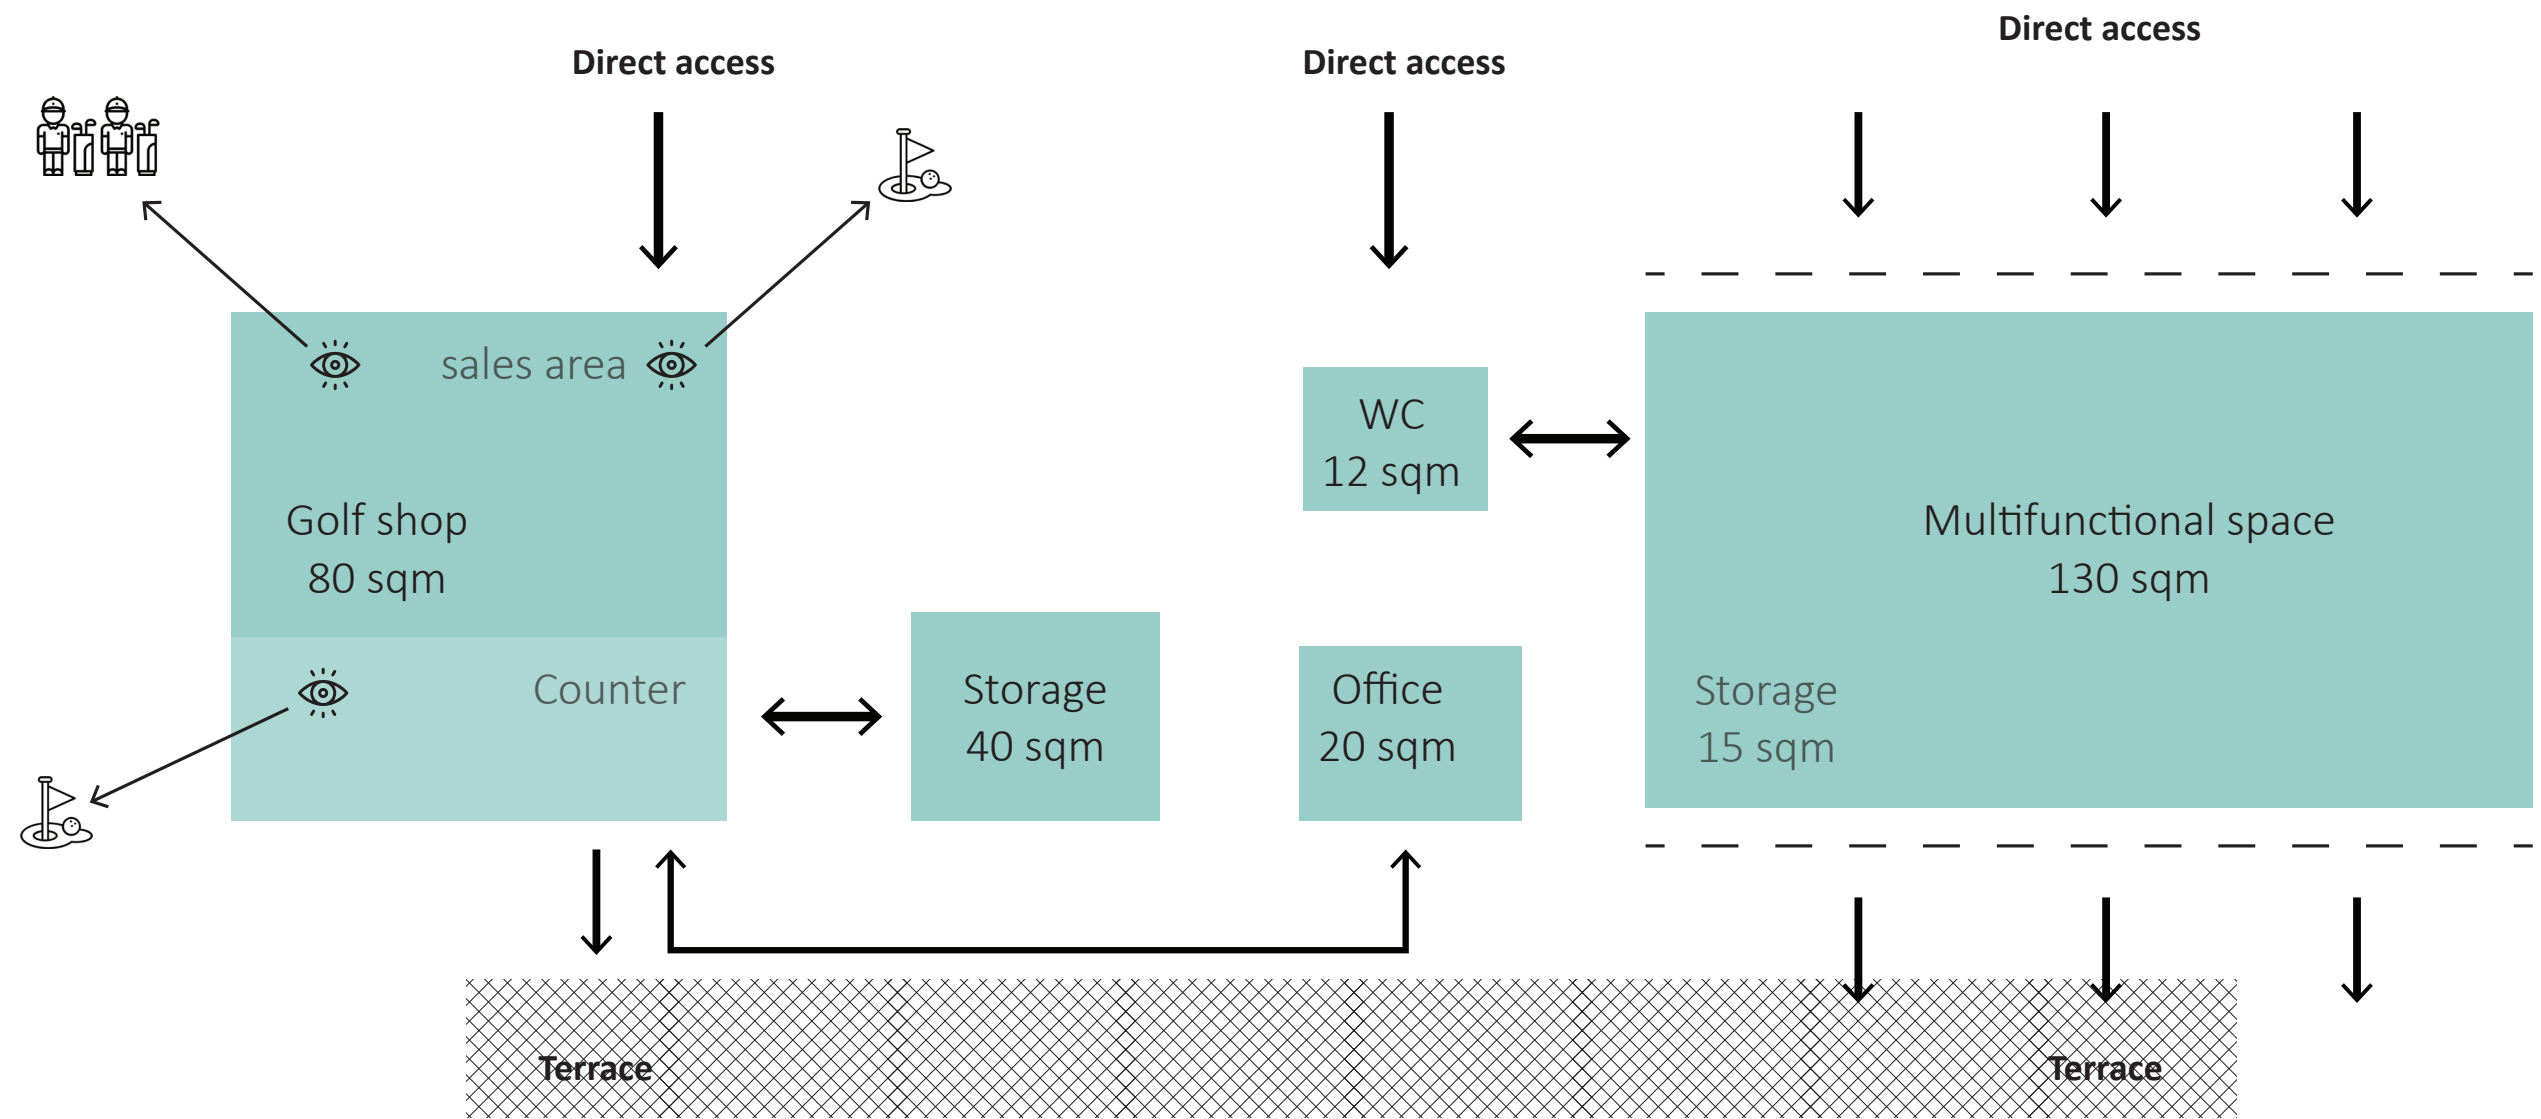 Direct access
Direct access
Direct access
sales area
Golf shop
80 sqm
Counter
Storage
40 sqm
WC
12 sqm
Office
20 sqm
Multifunctional space
130 sqm
Storage
15 sqm
Terrace
Terrace